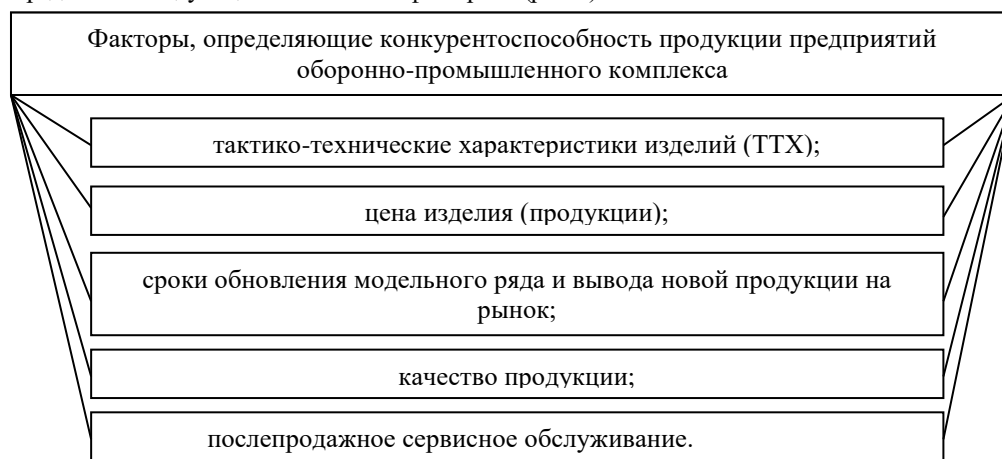 Факторы, определяющие конкурентоспособность продукции предприятий
оборонно-промышленного комплекса
тактико-технические характеристики изделий (ТТХ);
цена изделия (продукции);
сроки обновления модельного ряда и вывода новой продукции на
рынок;
качество продукции;
послепродажное сервисное обслуживание.